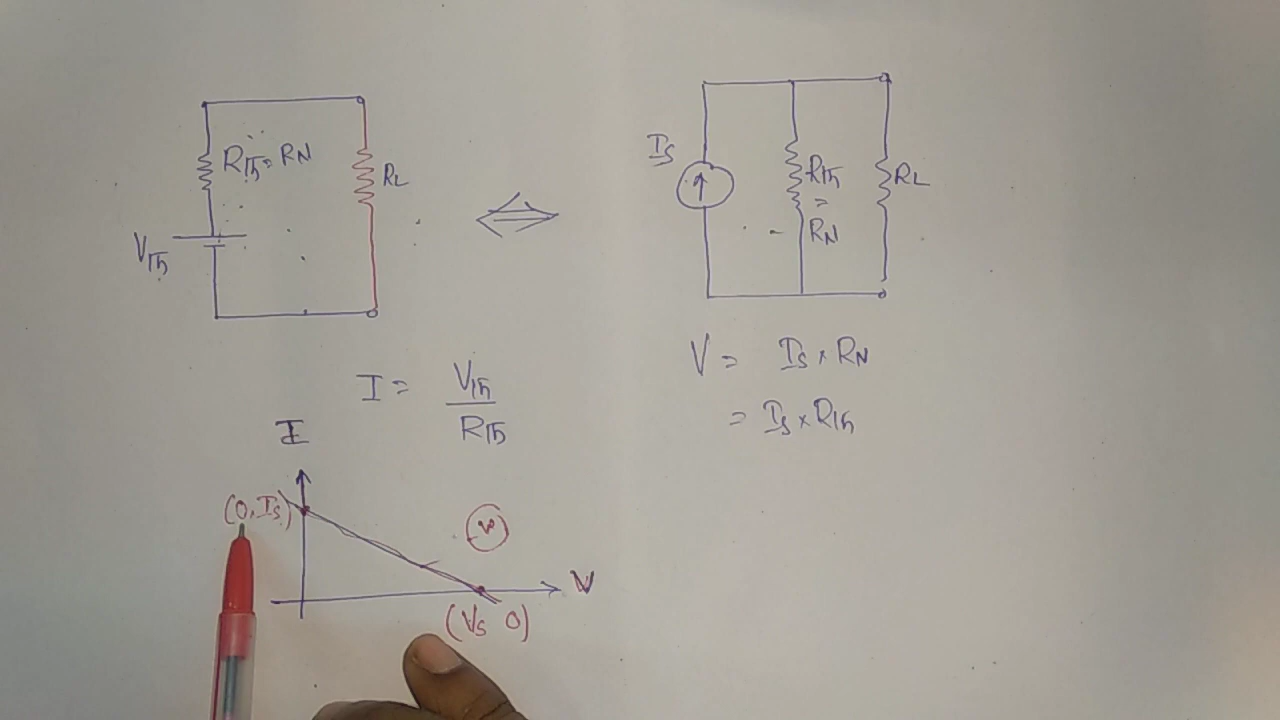 RTh = RN
RL
VTh
I = VTh / RTh
Is
RTh
=
RN
RL
V = Is × RN
= Is × RTh
I
(0, Is)
V
(Vs 0)